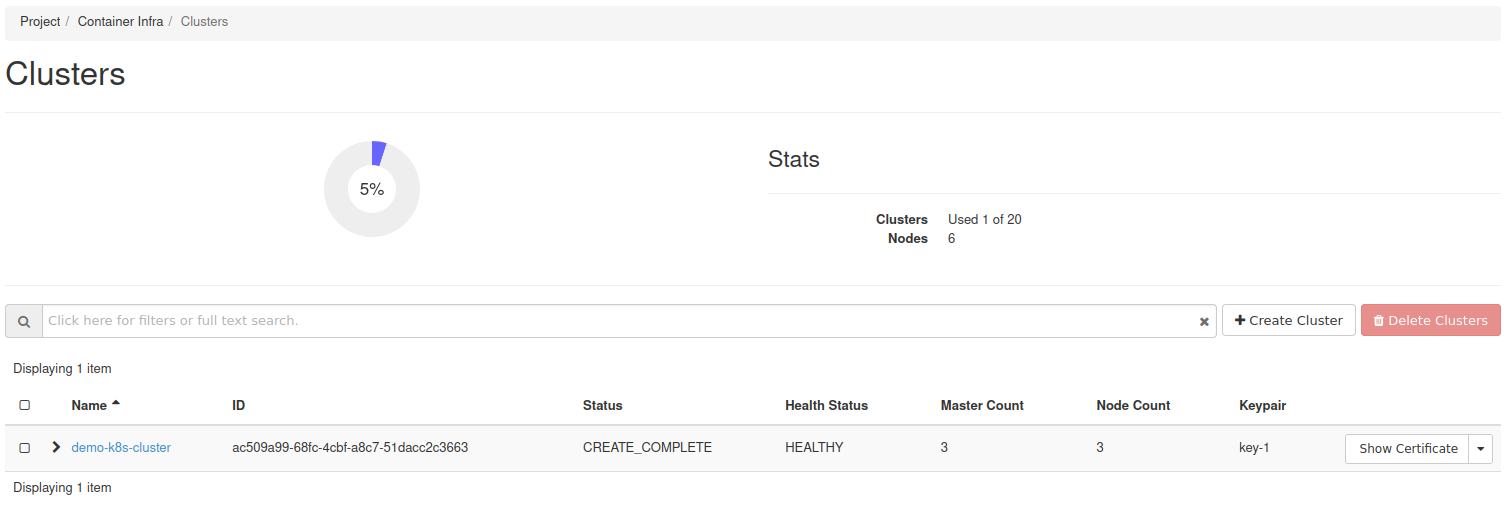 Project / Container Infra / Clusters
Clusters
5%
Stats
Clusters Used 1 of 20
Nodes 6
Click here for filters or full text search. Create Cluster Delete Clusters
Displaying 1 item
Name ID Status Health Status Master Count Node Count Keypair
demo-k8s-cluster ac509a99-68fc-4cbf-a8c7-51dacc2c3663 CREATE_COMPLETE HEALTHY 3 3 key-1 Show Certificate
Displaying 1 item